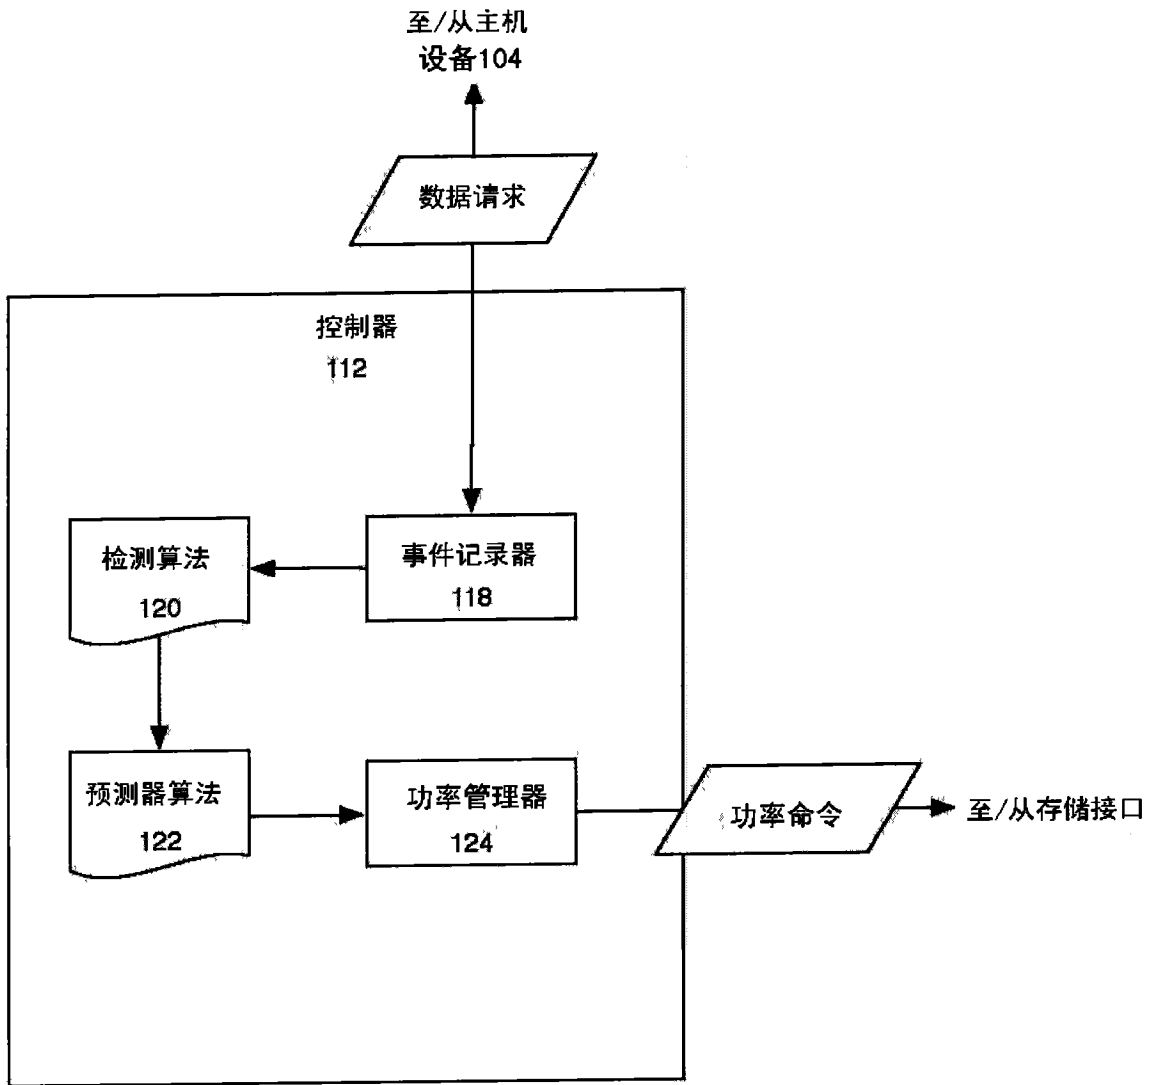 至/从主机
设备104
数据请求
控制器
112
检测算法
120
事件记录器
118
预测器算法
122
功率管理器
124
功率命令
至/从存储接口